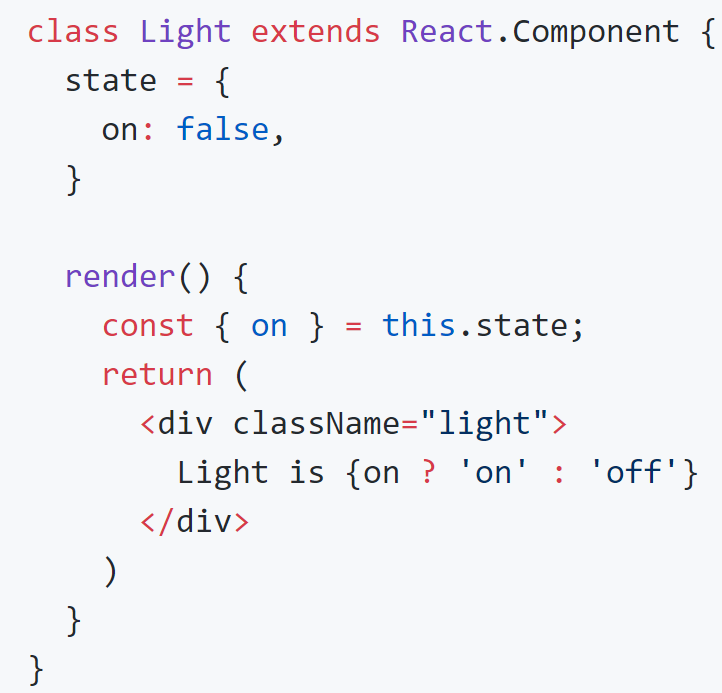 class Light extends React.Component {
  state = {
    on: false,
  }

  render() {
    const { on } = this.state;
    return (
      <div className="light">
        Light is {on ? 'on' : 'off'}
      </div>
    )
  }
}